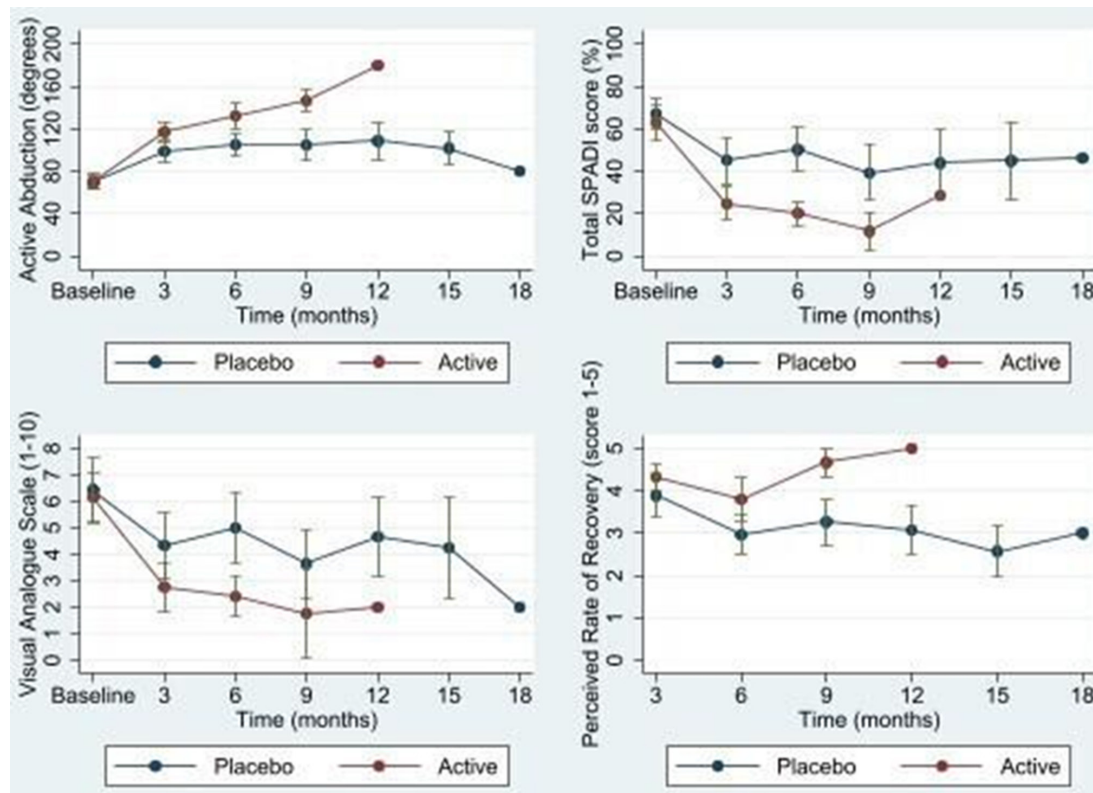 Active Abduction (degrees)
200
160
120
80
40
0
Baseline 3 6 9 12 15 18
Time (months)
Placebo Active
Total SPADI score (%)
100
80
60
40
20
0
Baseline 3 6 9 12 15 18
Time (months)
Placebo Active
Visual Analogue Scale (1-10)
8
7
6
5
4
3
2
1
0
Baseline 3 6 9 12 15 18
Time (months)
Placebo Active
Perceived Rate of Recovery (score 1-5)
5
4
3
2
1
0
3 6 9 12 15 18
Time (months)
Placebo Active